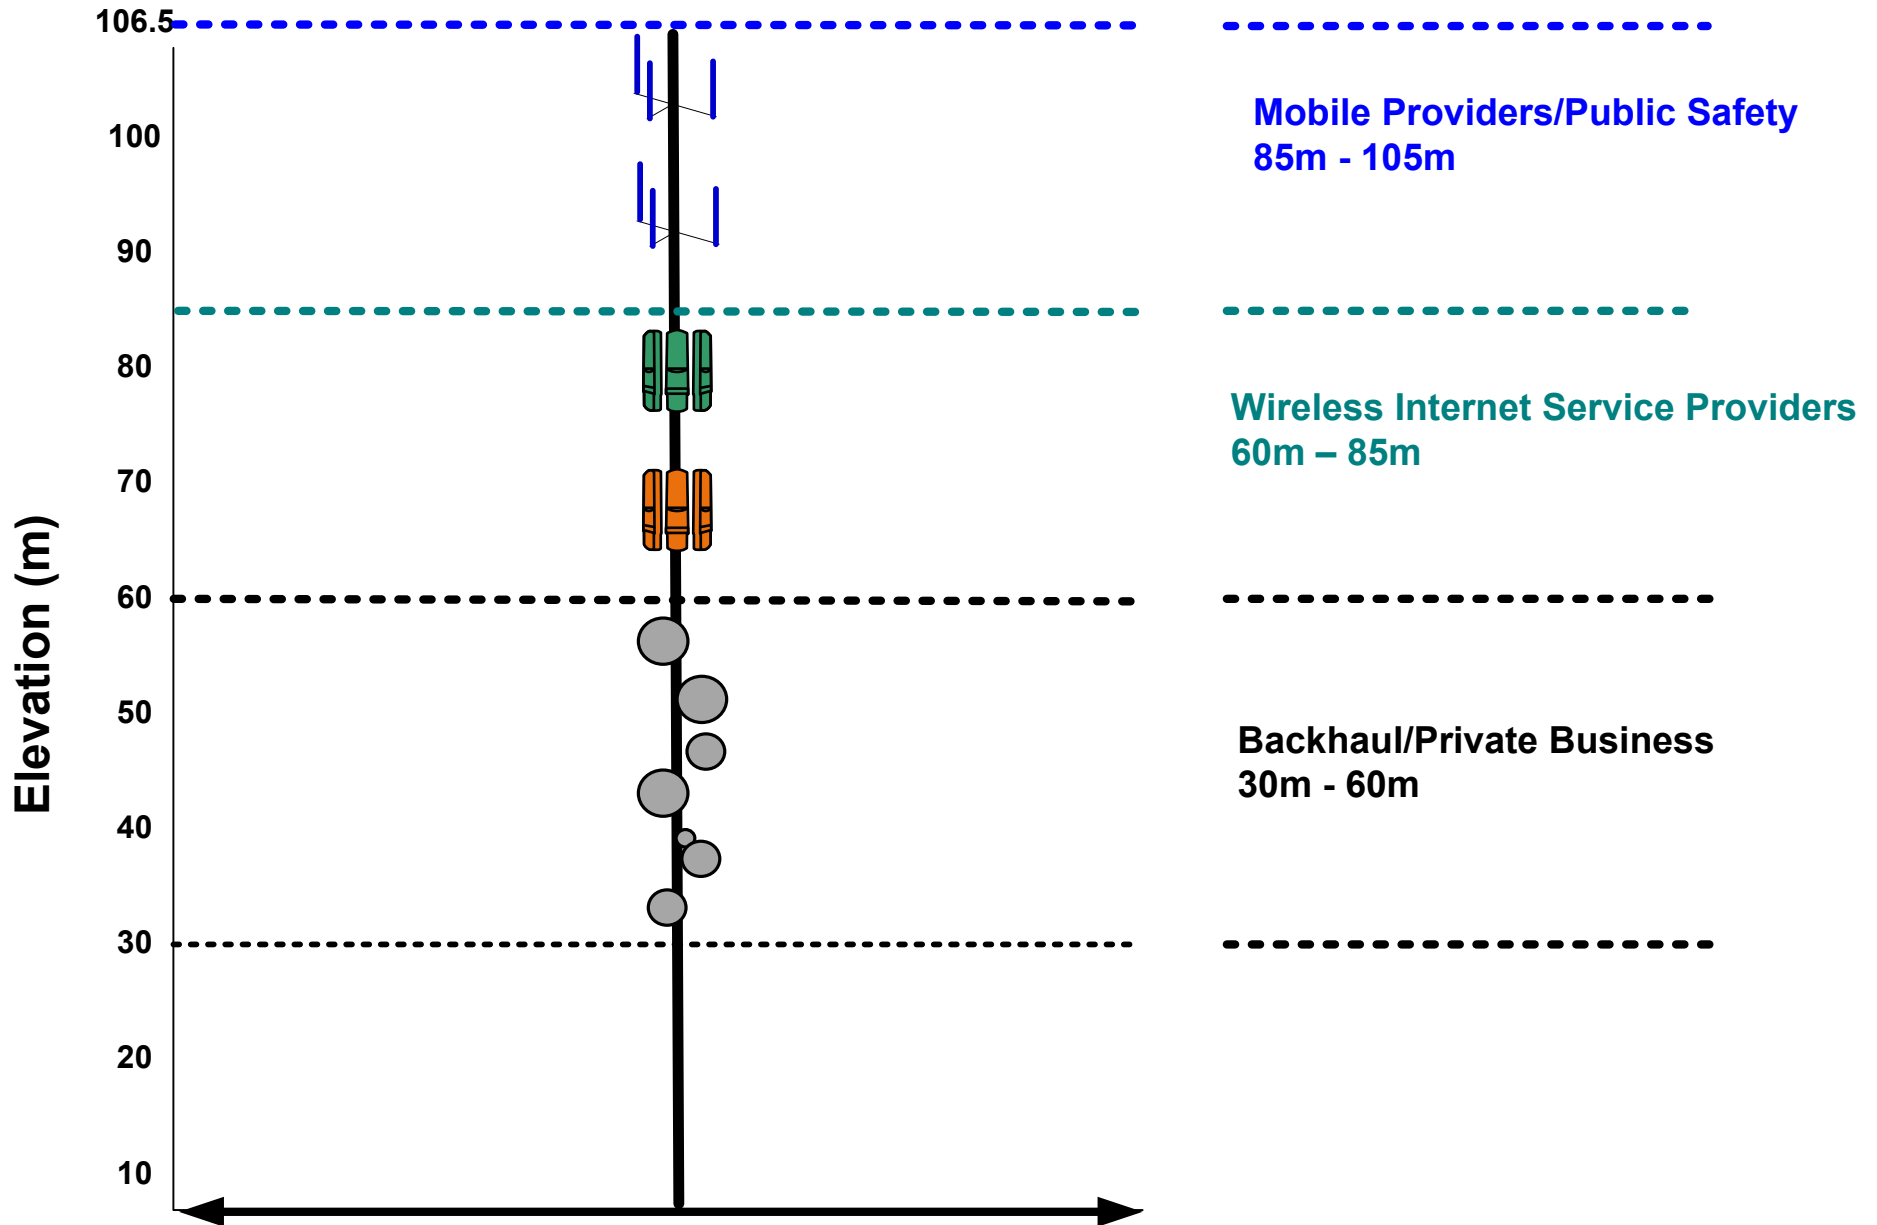 106.5
Mobile Providers/Public Safety
85m - 105m
100
90
80
Wireless Internet Service Providers
60m – 85m
70
60
Elevation (m)
50
Backhaul/Private Business
30m - 60m
40
30
20
10